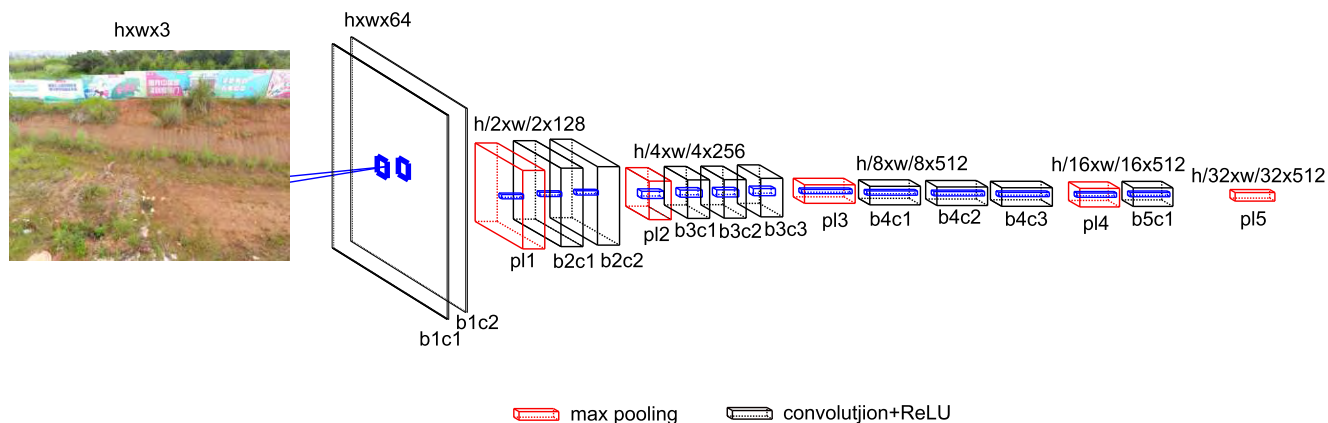 hxwx3
hxwx64
h/2xw/2x128
h/4xw/4x256
h/8xw/8x512
h/16xw/16x512
h/32xw/32x512
b1c1
b1c2
pl1
b2c1
b2c2
pl2
b3c1
b3c2
b3c3
pl3
b4c1
b4c2
b4c3
pl4
b5c1
pl5
max pooling
convolutjion+ReLU